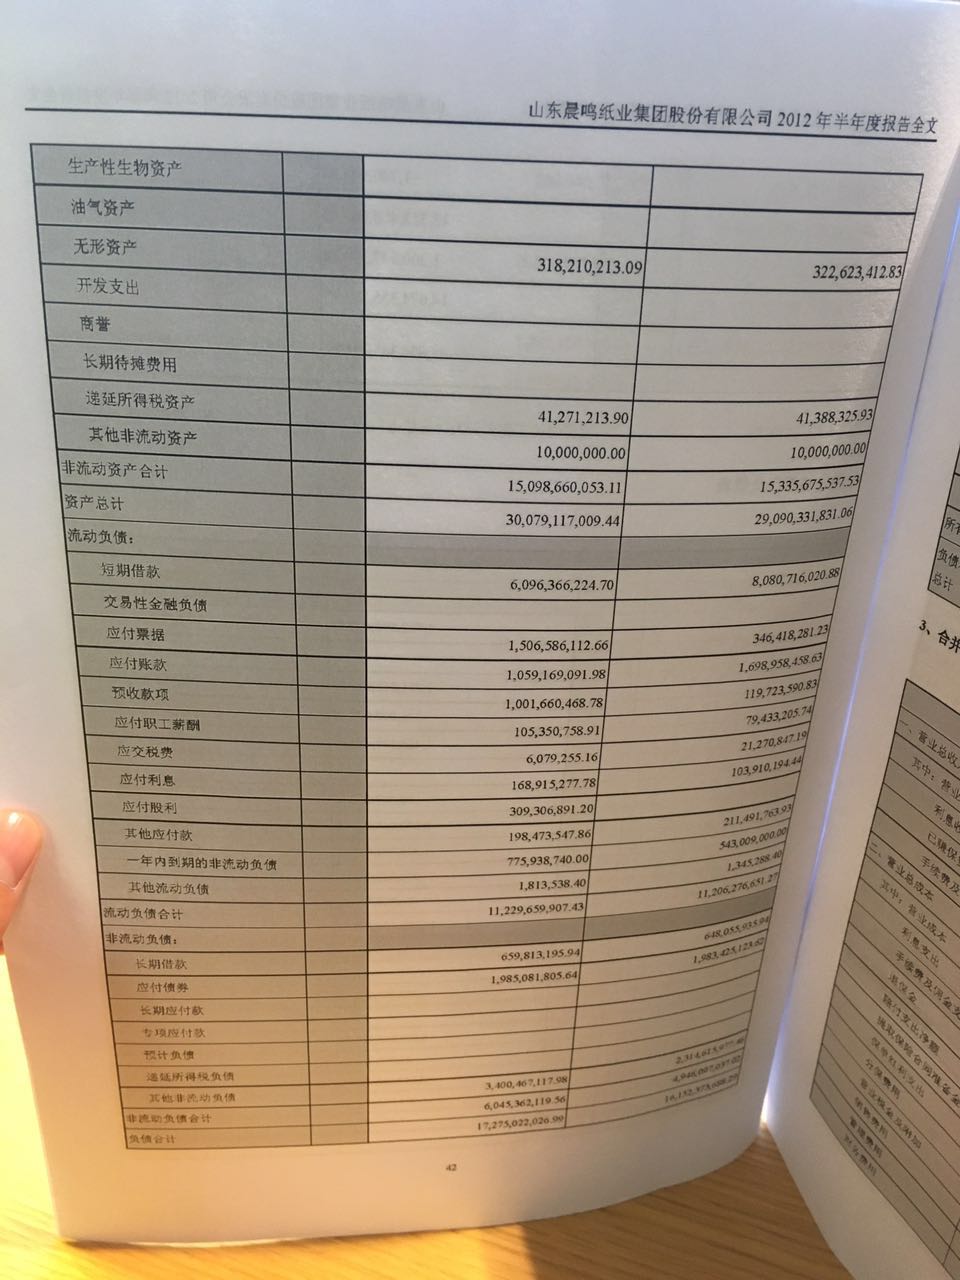 山东晨鸣纸业集团股份有限公司 2012 年半年度报告全文
生产性生物资产
油气资产
无形资产 318,210,213.09 322,623,412.83
开发支出
商誉
长期待摊费用
递延所得税资产 41,271,213.90 41,388,325.93
其他非流动资产 10,000,000.00 10,000,000.00
非流动资产合计 15,098,660,053.11 15,335,675,537.53
资产总计 30,079,117,009.44 29,090,331,831.06
流动负债：
短期借款 6,096,366,224.70 8,080,716,020.88
交易性金融负债
应付票据 1,506,586,112.66 346,418,281.23
应付账款 1,059,169,091.98 1,698,958,458.63
预收款项 1,001,660,468.78 119,723,590.83
应付职工薪酬 105,350,758.91 79,433,205.74
应交税费 6,079,255.16 21,270,847.19
应付利息 168,915,277.78 103,910,194.44
应付股利 309,306,891.20
其他应付款 198,473,547.86 211,491,763.93
一年内到期的非流动负债 775,938,740.00 543,009,000.00
其他流动负债 1,813,538.40 1,345,288.40
流动负债合计 11,229,659,907.43 11,206,276,651.27
非流动负债：
长期借款 659,813,195.94 648,055,935.94
应付债券 1,985,081,805.64 1,983,425,123.62
长期应付款
专项应付款
预计负债
递延所得税负债
其他非流动负债 3,400,467,117.98 2,314,615,977.46
非流动负债合计 6,045,362,119.56 4,946,097,037.02
负债合计 17,275,022,026.99 16,152,373,688.29
42
所有
负债
总计
3、合并
一、营业总收
其中：营业
利息收
已赚保
手续费及
二、营业总成本
其中：营业成本
利息支出
手续费及佣金支
退保金
赔付支出净额
提取保险合同准备金
保单红利支出
分保费用
营业税金及附加
销售费用
管理费用
财务费用